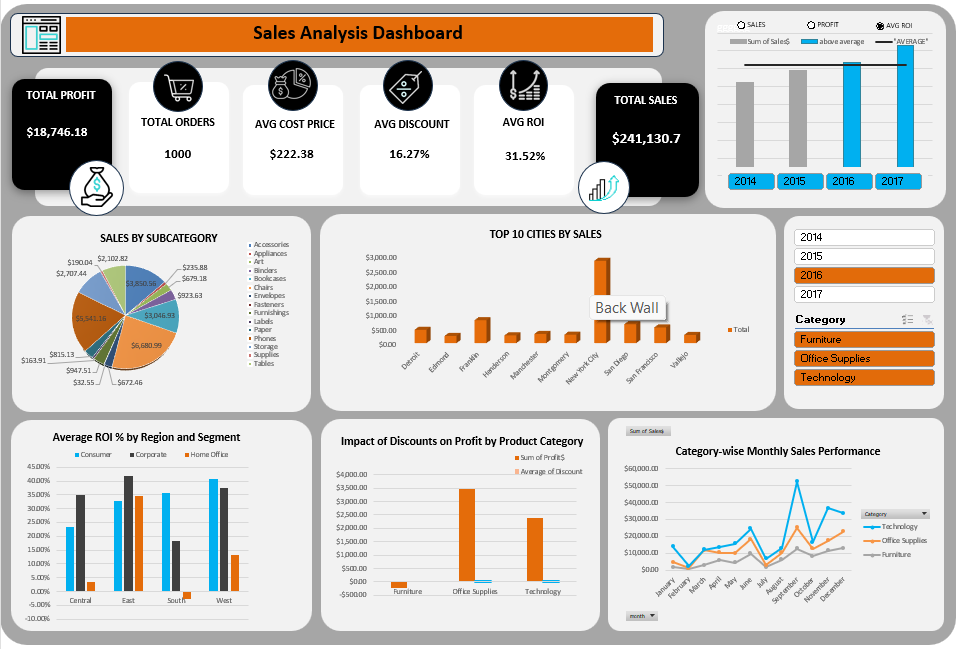 Sales Analysis Dashboard
SALES
PROFIT
AVG ROI
Sum of Sales$
above average
"AVERAGE"
2014
2015
2016
2017
TOTAL PROFIT
$18,746.18
TOTAL ORDERS
1000
AVG COST PRICE
$222.38
AVG DISCOUNT
16.27%
AVG ROI
31.52%
TOTAL SALES
$241,130.7
SALES BY SUBCATEGORY
$2,102.82
$190.04
$2,707.44
$235.88
$679.18
$923.63
$3,850.56
$3,046.93
$5,541.16
$6,680.99
$815.13
$163.91
$947.51
$32.55
$672.46
Accessories
Appliances
Art
Binders
Bookcases
Chairs
Envelopes
Fasteners
Furnishings
Labels
Paper
Phones
Storage
Supplies
Tables
TOP 10 CITIES BY SALES
$3,000.00
$2,500.00
$2,000.00
$1,500.00
$1,000.00
$500.00
$0.00
Detroit
Edmond
Franklin
Henderson
Manchester
Montgomery
New York City
San Diego
San Francisco
Vallejo
Back Wall
Total
2014
2015
2016
2017
Category
Furniture
Office Supplies
Technology
Average ROI % by Region and Segment
Consumer
Corporate
Home Office
45.00%
40.00%
35.00%
30.00%
25.00%
20.00%
15.00%
10.00%
5.00%
0.00%
-5.00%
-10.00%
Central
East
South
West
Impact of Discounts on Profit by Product Category
Sum of Profit$
Average of Discount
$4,000.00
$3,500.00
$3,000.00
$2,500.00
$2,000.00
$1,500.00
$1,000.00
$500.00
$0.00
-$500.00
Furniture
Office Supplies
Technology
Sum of Sales$
Category-wise Monthly Sales Performance
$60,000.00
$50,000.00
$40,000.00
$30,000.00
$20,000.00
$10,000.00
$0.00
January
February
March
April
May
June
July
August
September
October
November
December
Category
Technology
Office Supplies
Furniture
month